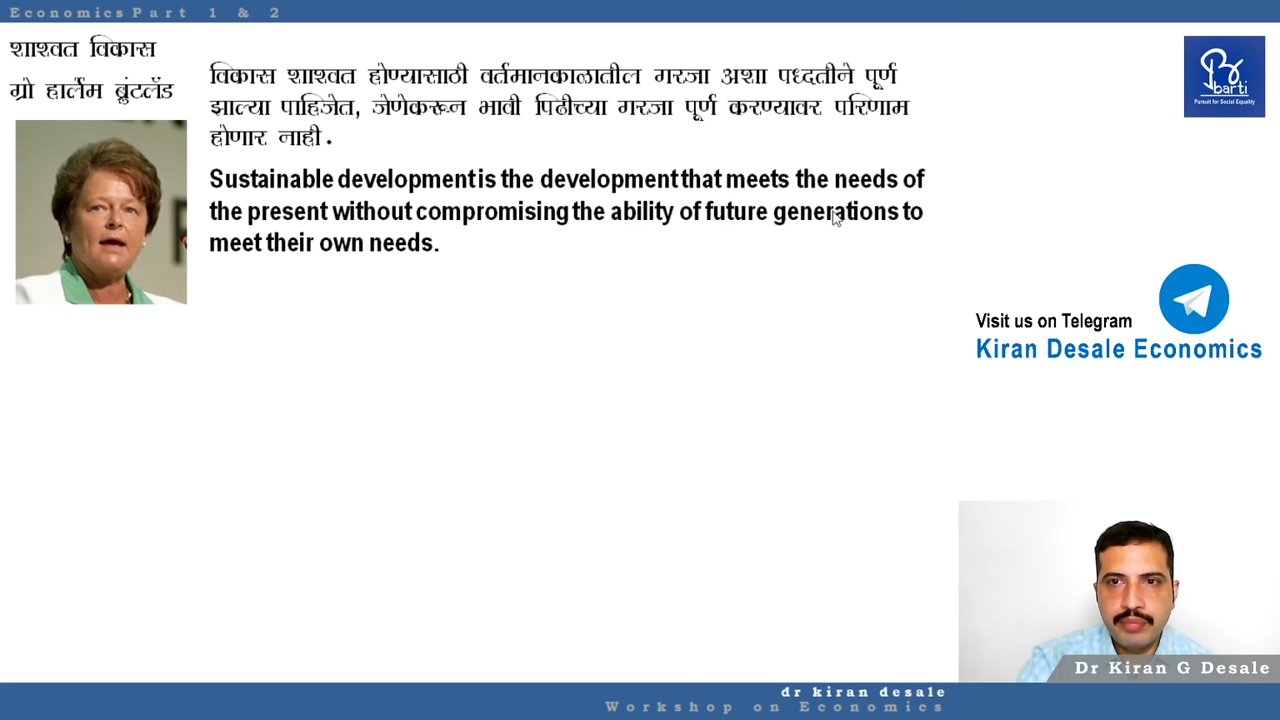 Economics Part 1 & 2
शाश्वत विकास
ग्रो हार्लेम ब्रुंटलॅंड
विकास शाश्वत होण्यासाठी वर्तमानकाळातील गरजा अशा पध्दतीने पूर्ण
झाल्या पाहिजेत, जेणेकरून भावी पिढीच्या गरजा पूर्ण करण्यावर परिणाम
होणार नाही.
Sustainable development is the development that meets the needs of
the present without compromising the ability of future generations to
meet their own needs.
barti
Pursuit for Social Equality
Visit us on Telegram
Kiran Desale Economics
Dr Kiran G Desale
dr kiran desale
Workshop on Economics